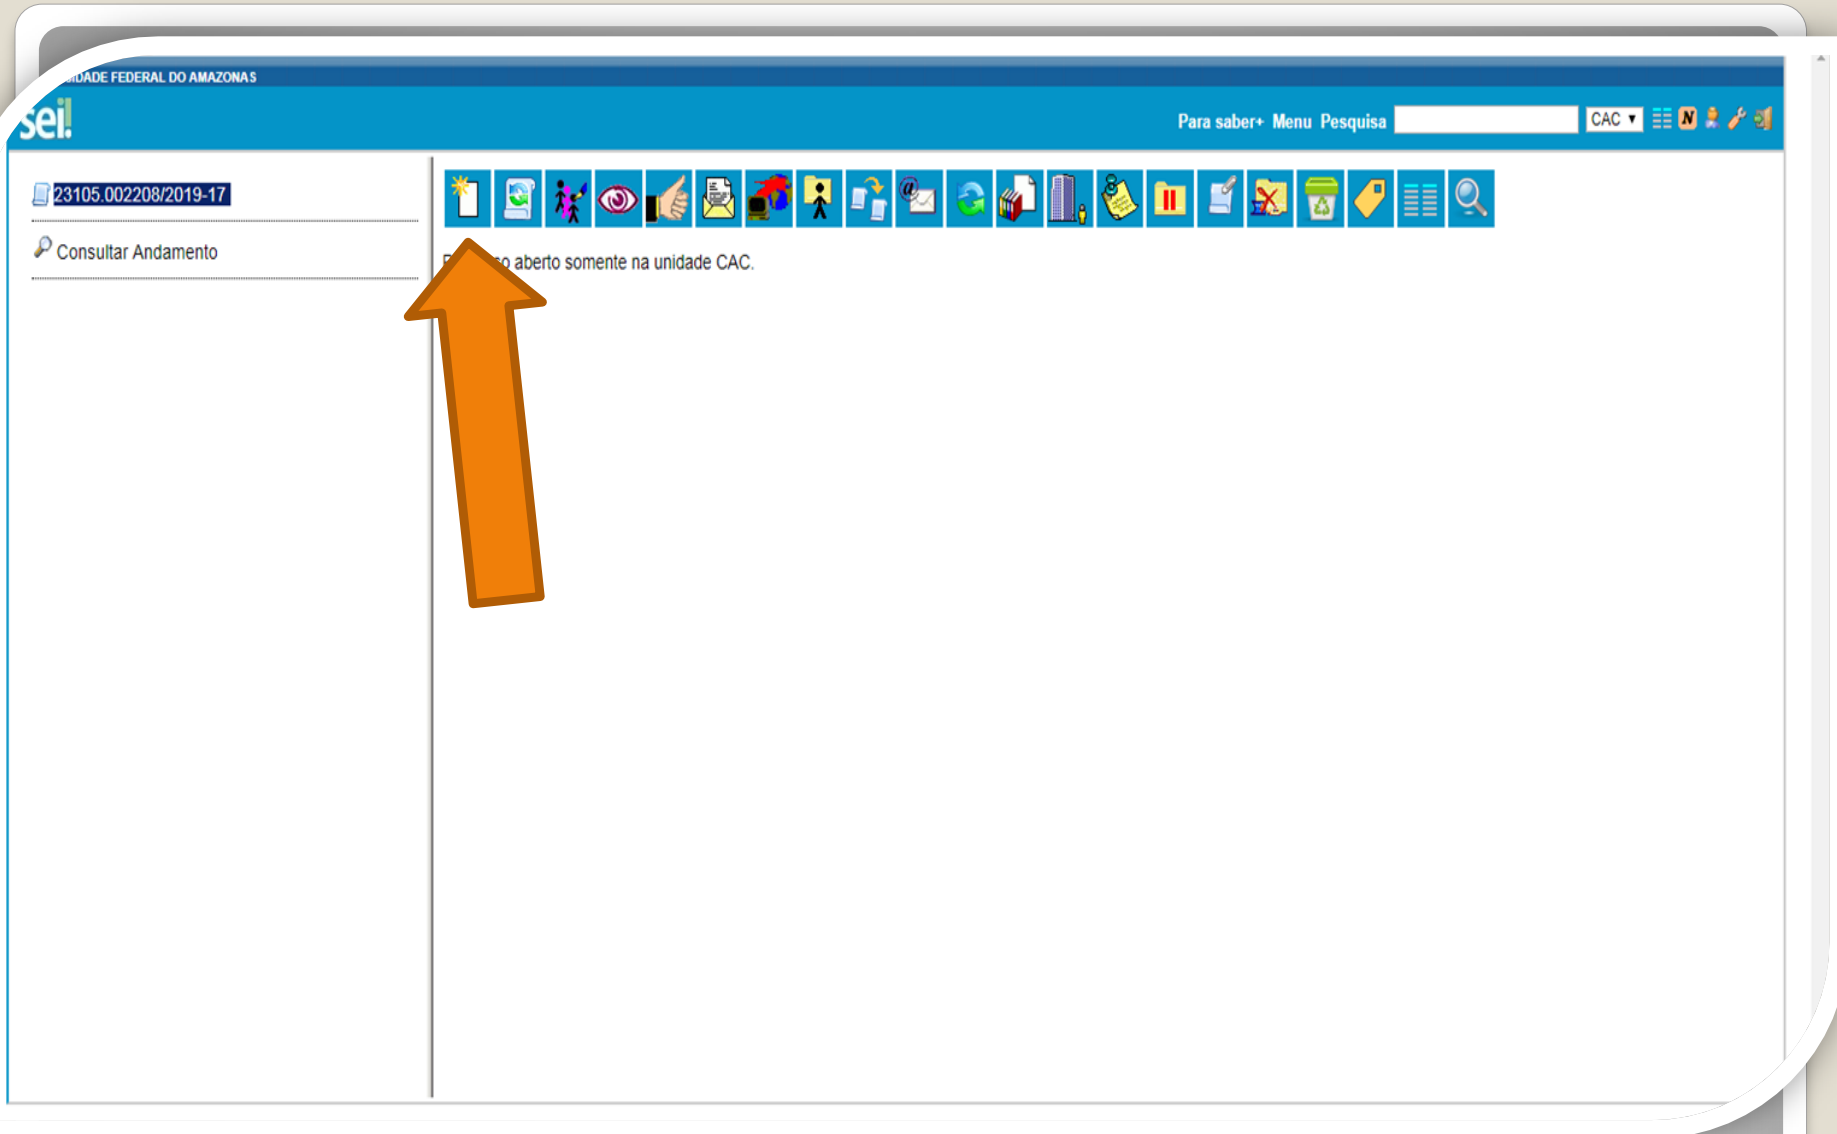 DADE FEDERAL DO AMAZONAS
sei!
Para saber+ Menu Pesquisa
CAC
N
23105.002208/2019-17
Consultar Andamento
@
aberto somente na unidade CAC.